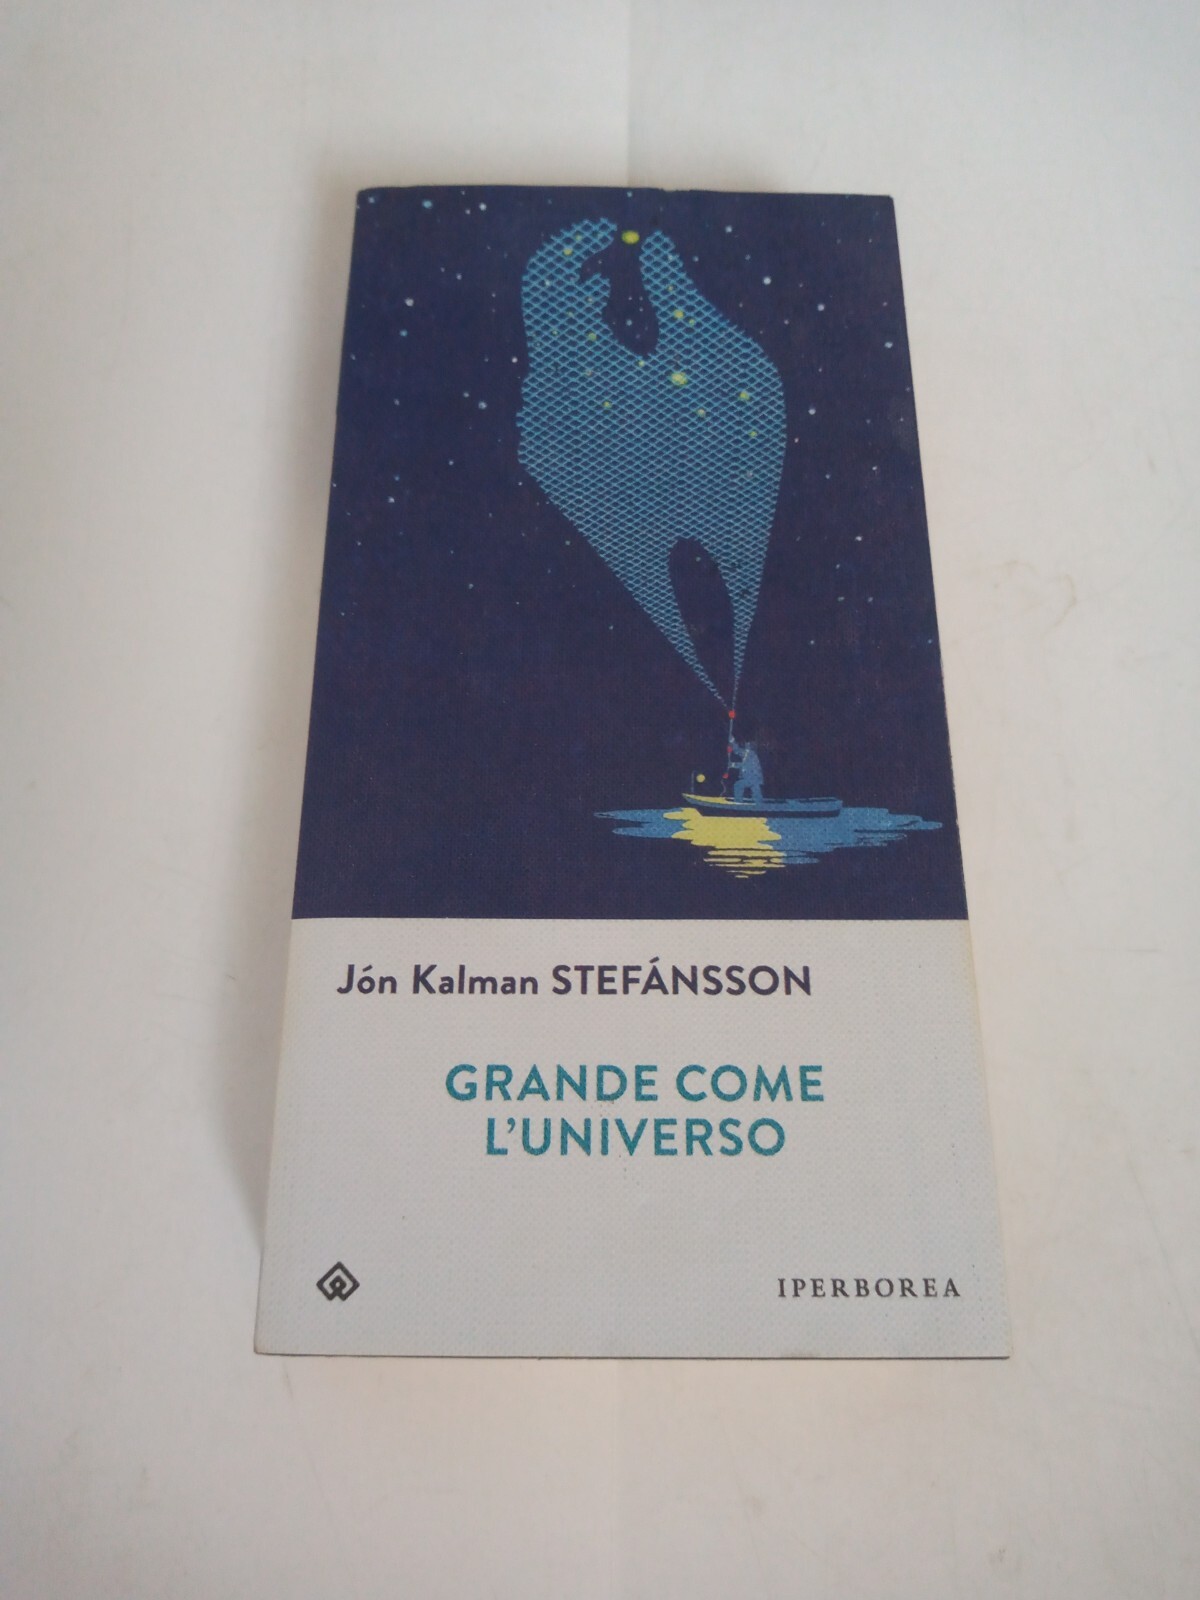 Jón Kalman STEFÁNSSON
GRANDE COME
L'UNIVERSO
IPERBOREA